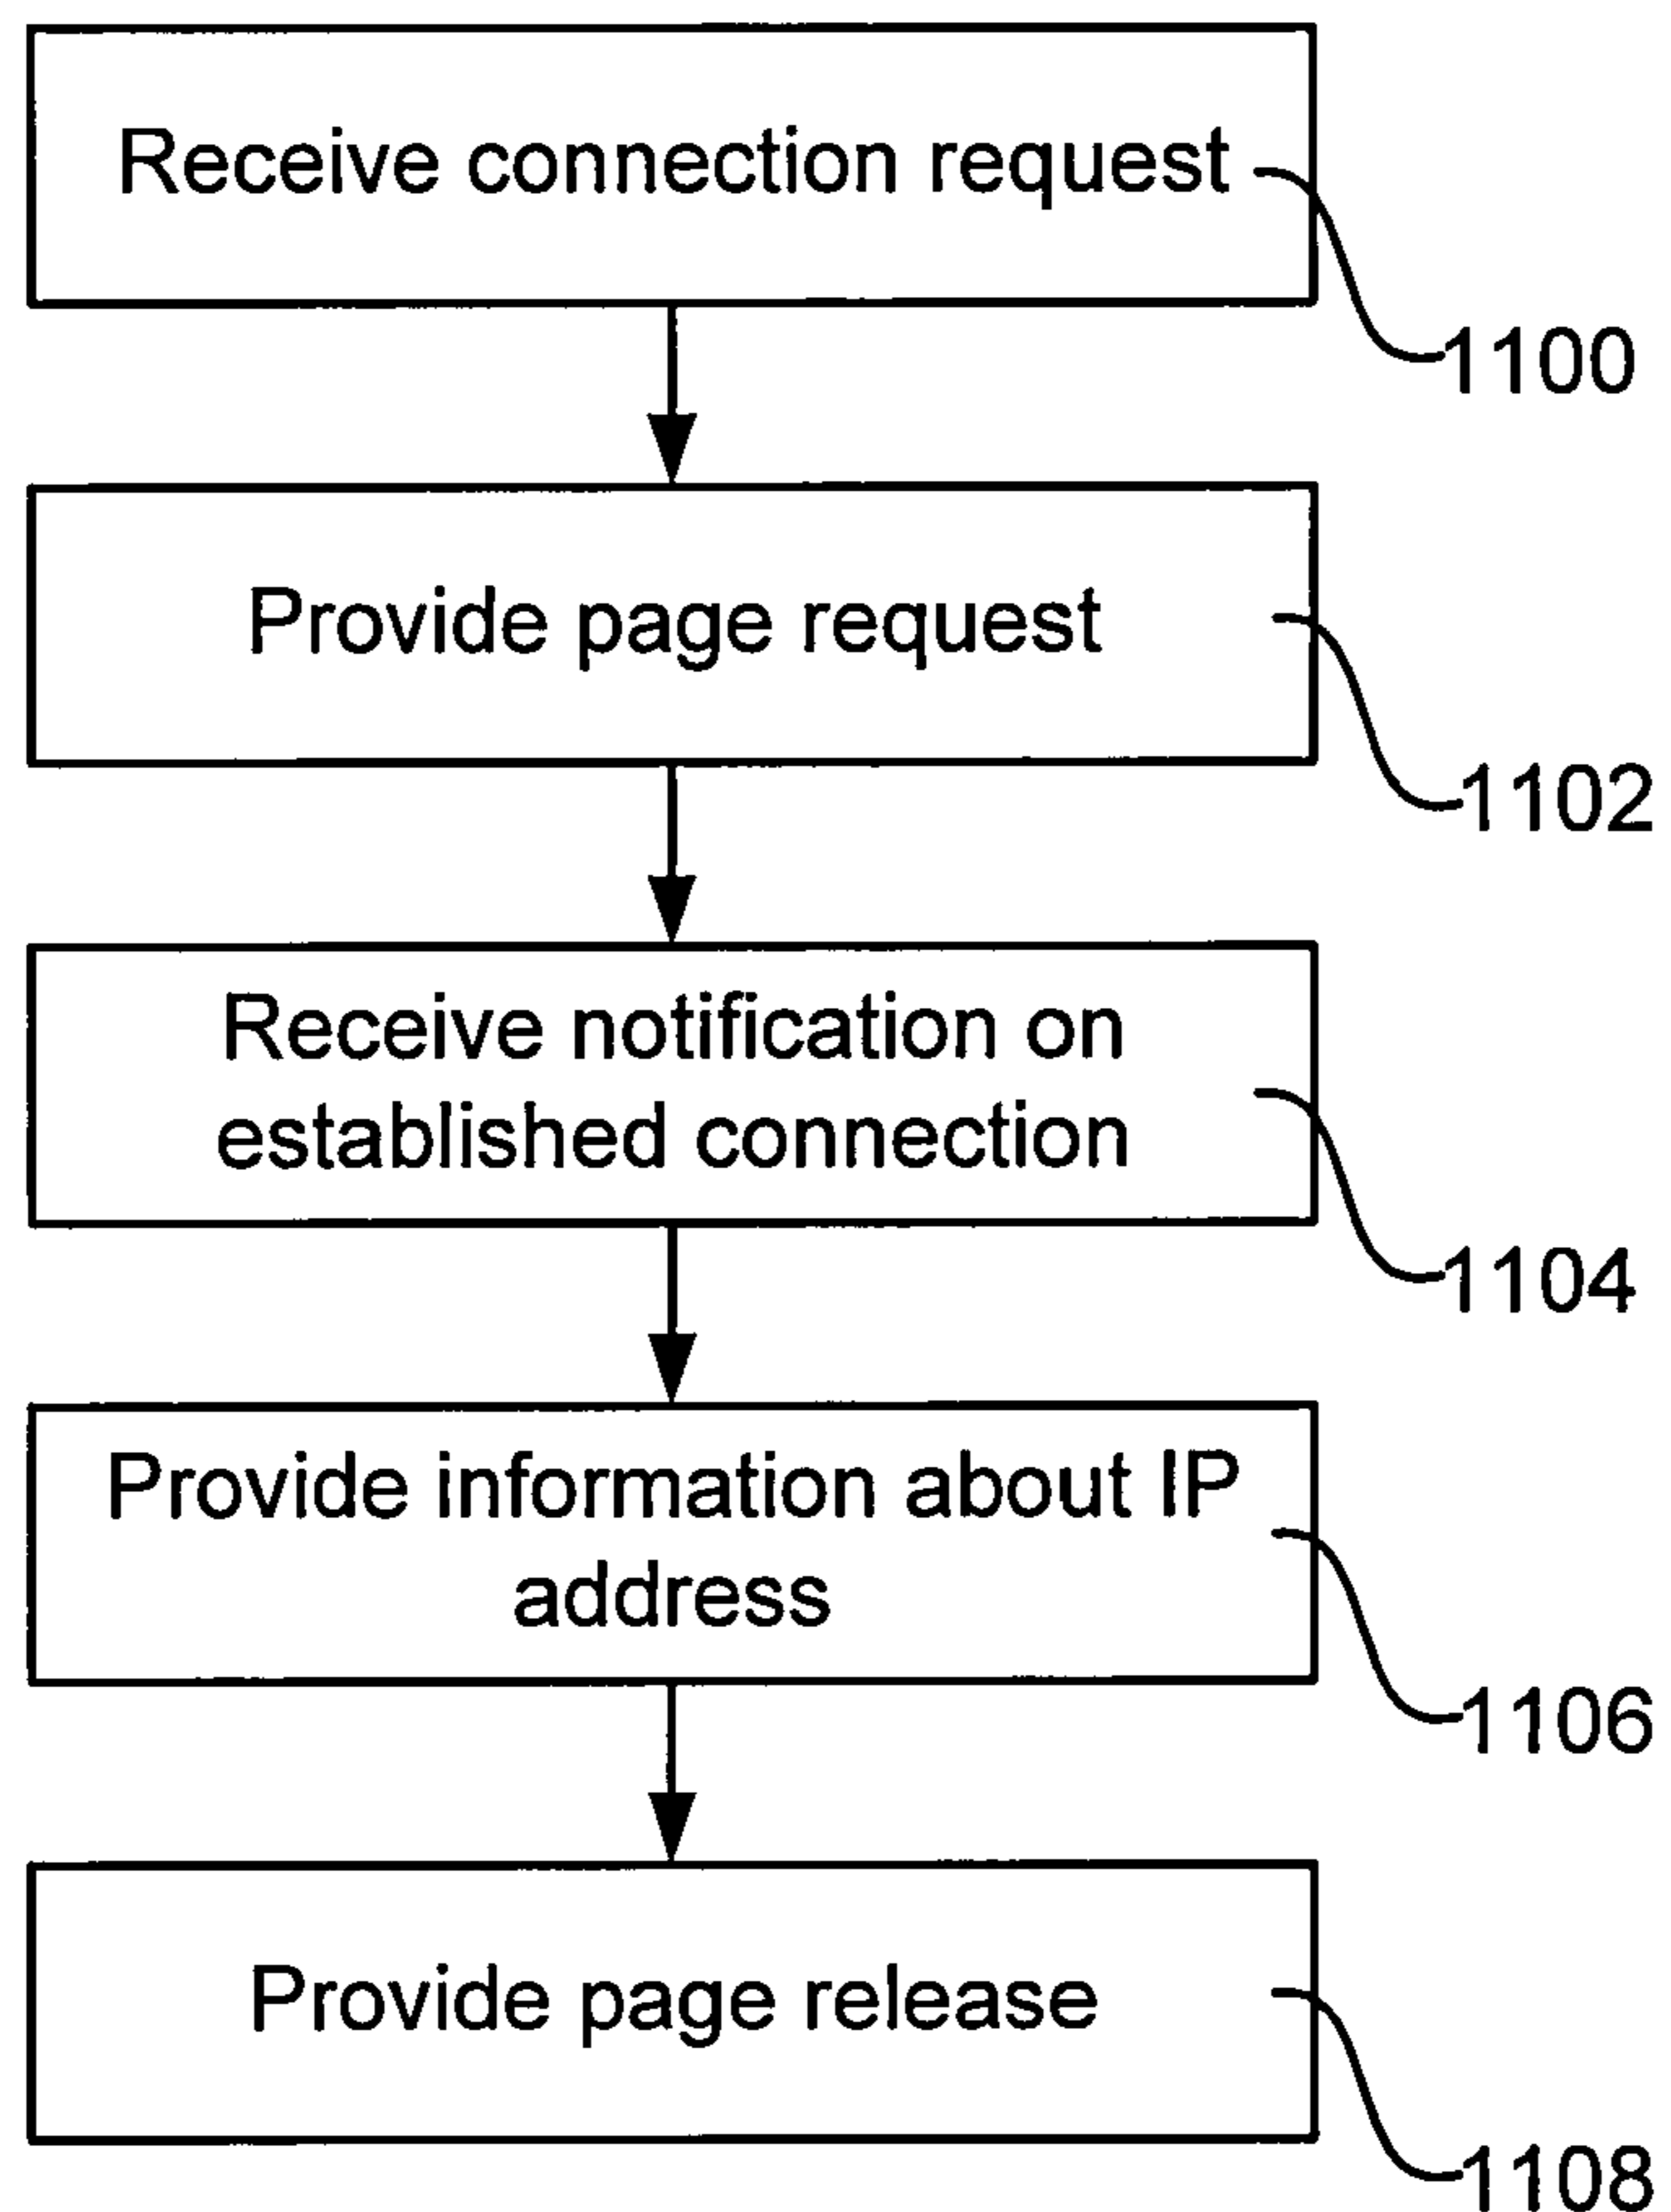 Receive connection request
1100
Provide page request
1102
Receive notification on
established connection
1104
Provide information about IP
address
1106
Provide page release
1108